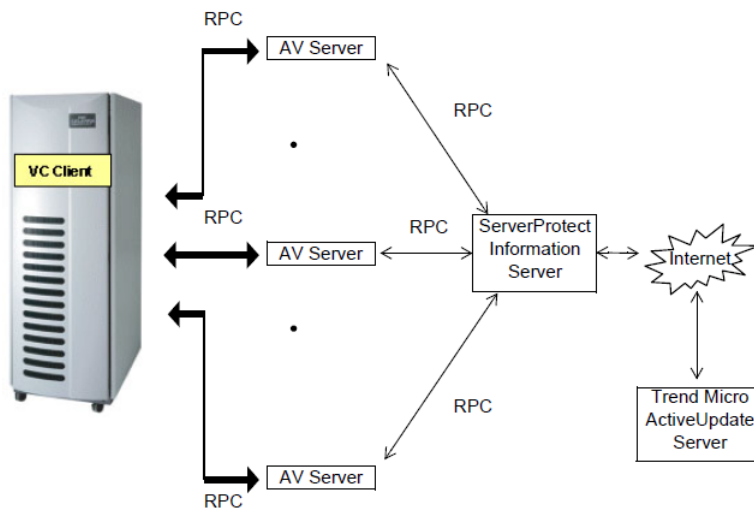 RPC
AV Server
RPC
VC Client
RPC
AV Server
RPC
ServerProtect
Information
Server
Internet
RPC
Trend Micro
ActiveUpdate
Server
AV Server
RPC